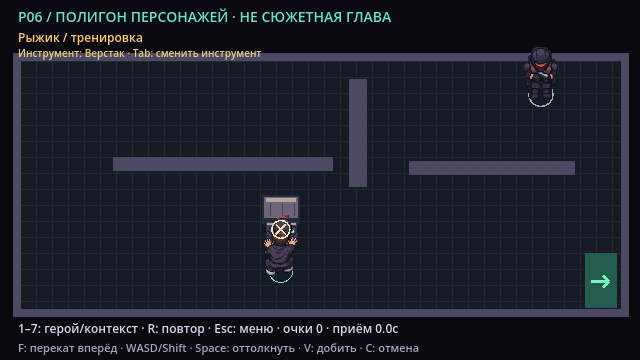 P06 / ПОЛИГОН ПЕРСОНАЖЕЙ · НЕ СЮЖЕТНАЯ ГЛАВА
Рыжик / тренировка
Инструмент: Верстак · Tab: сменить инструмент
1–7: герой/контекст · R: повтор · Esc: меню · очки 0 · приём 0.0с
F: перекат вперёд · WASD/Shift · Space: оттолкнуть · V: добить · C: отмена